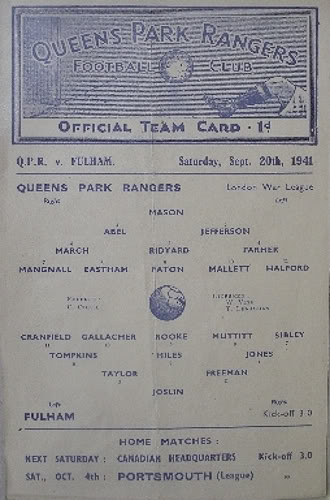 QUEENS PARK RANGERS
FOOTBALL CLUB
OFFICIAL TEAM CARD · 1d
Q.P.R. v. FULHAM. Saturday, Sept. 20th, 1941
QUEENS PARK RANGERS London War League
Right Left
MASON
ABEL JEFFERSON
MARCH RIDYARD FARMER
MANGNALL EASTHAM EATON MALLETT HALFORD
CRANFIELD GALLACHER ROOKE MUTTITT SIBLEY
TOMPKINS HILES JONES
TAYLOR FREEMAN
JOSLIN
Left Right
FULHAM Kick-off 3.0
HOME MATCHES :
NEXT SATURDAY : CANADIAN HEADQUARTERS Kick-off 3.0
SAT., OCT. 4th : PORTSMOUTH (League) "